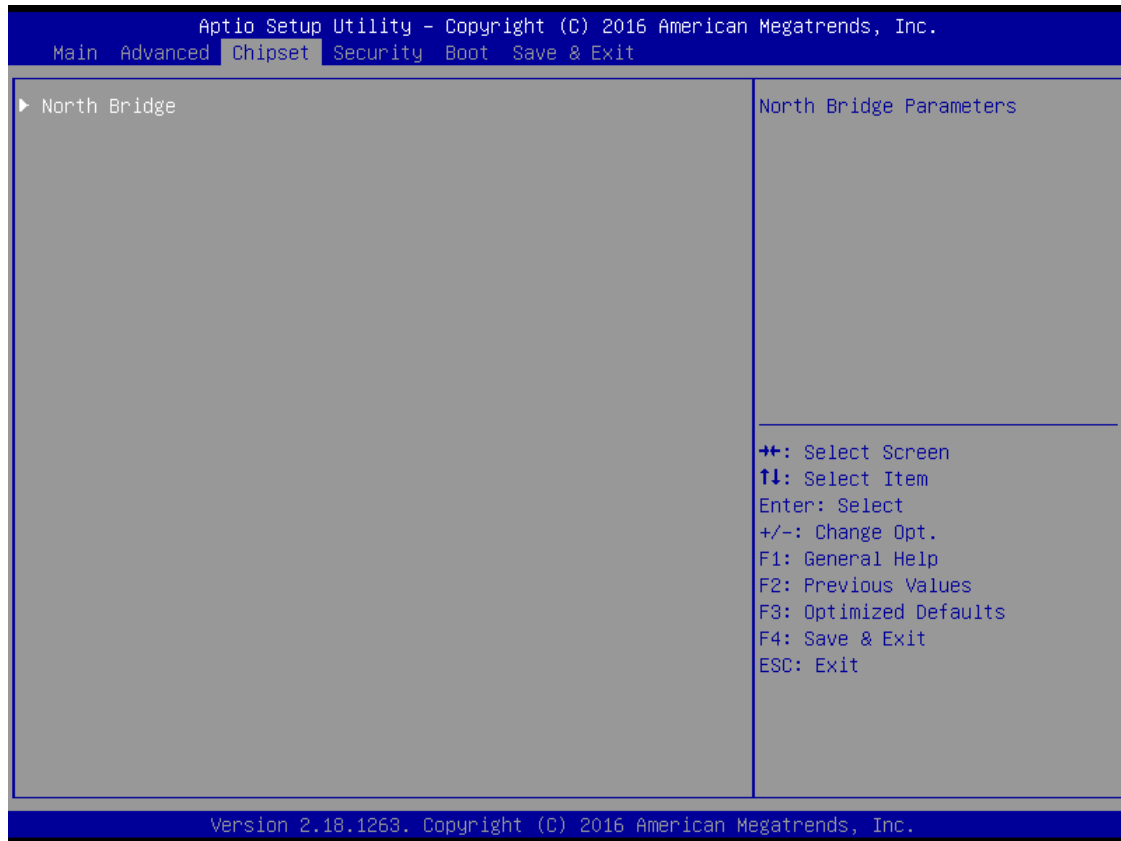 Aptio Setup Utility – Copyright (C) 2016 American Megatrends, Inc.
Main Advanced Chipset Security Boot Save & Exit
▶ North Bridge
North Bridge Parameters
→←: Select Screen
↑↓: Select Item
Enter: Select
+/-: Change Opt.
F1: General Help
F2: Previous Values
F3: Optimized Defaults
F4: Save & Exit
ESC: Exit
Version 2.18.1263. Copyright (C) 2016 American Megatrends, Inc.